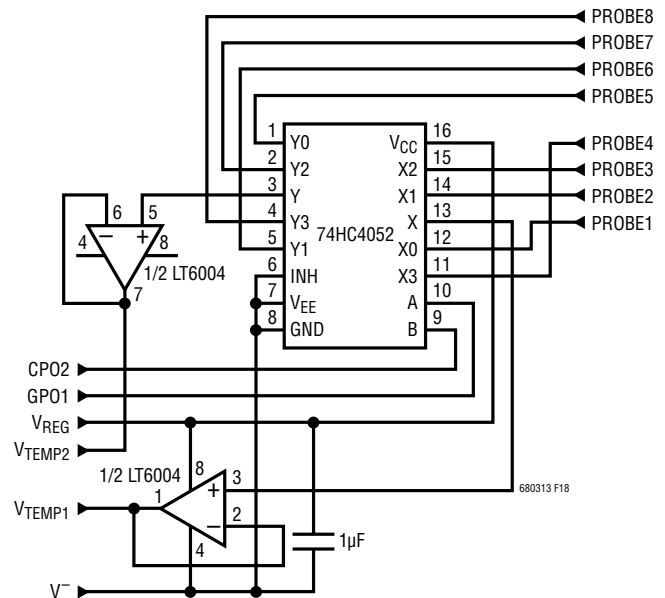 PROBE8
PROBE7
PROBE6
PROBE5
1 Y0 VCC 16 PROBE4
2 Y2 X2 15 PROBE3
3 Y X1 14 PROBE2
4 Y3 74HC4052 X 13
5 Y1 X0 12 PROBE1
6 INH X3 11
7 VEE A 10
8 GND B 9
6 5
4 − + 8
1/2 LT6004
7
CPO2
GPO1
VREG
VTEMP2
1/2 LT6004 8
3
+
VTEMP1 1
2
−
4
1µF
680313 F18
V−